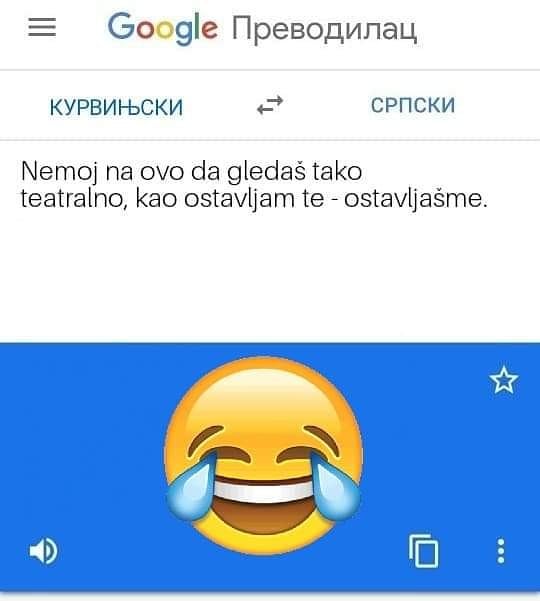 Google Преводилац
КУРВИЊСКИ СРПСКИ
Nemoj na ovo da gledaš tako
teatralno, kao ostavljam te - ostavljašme.